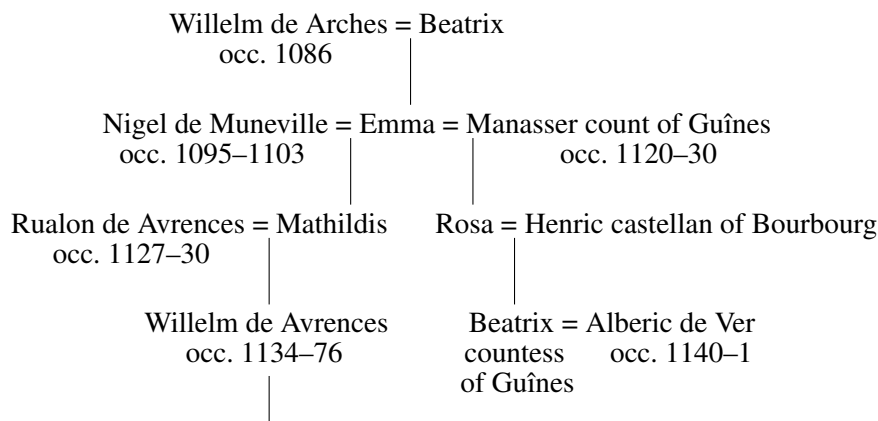 Willelm de Arches = Beatrix
occ. 1086
Nigel de Muneville = Emma = Manasser count of Guînes
occ. 1095–1103 occ. 1120–30
Rualon de Avrences = Mathildis Rosa = Henric castellan of Bourbourg
occ. 1127–30
Willelm de Avrences Beatrix = Alberic de Ver
occ. 1134–76 countess occ. 1140–1
of Guînes